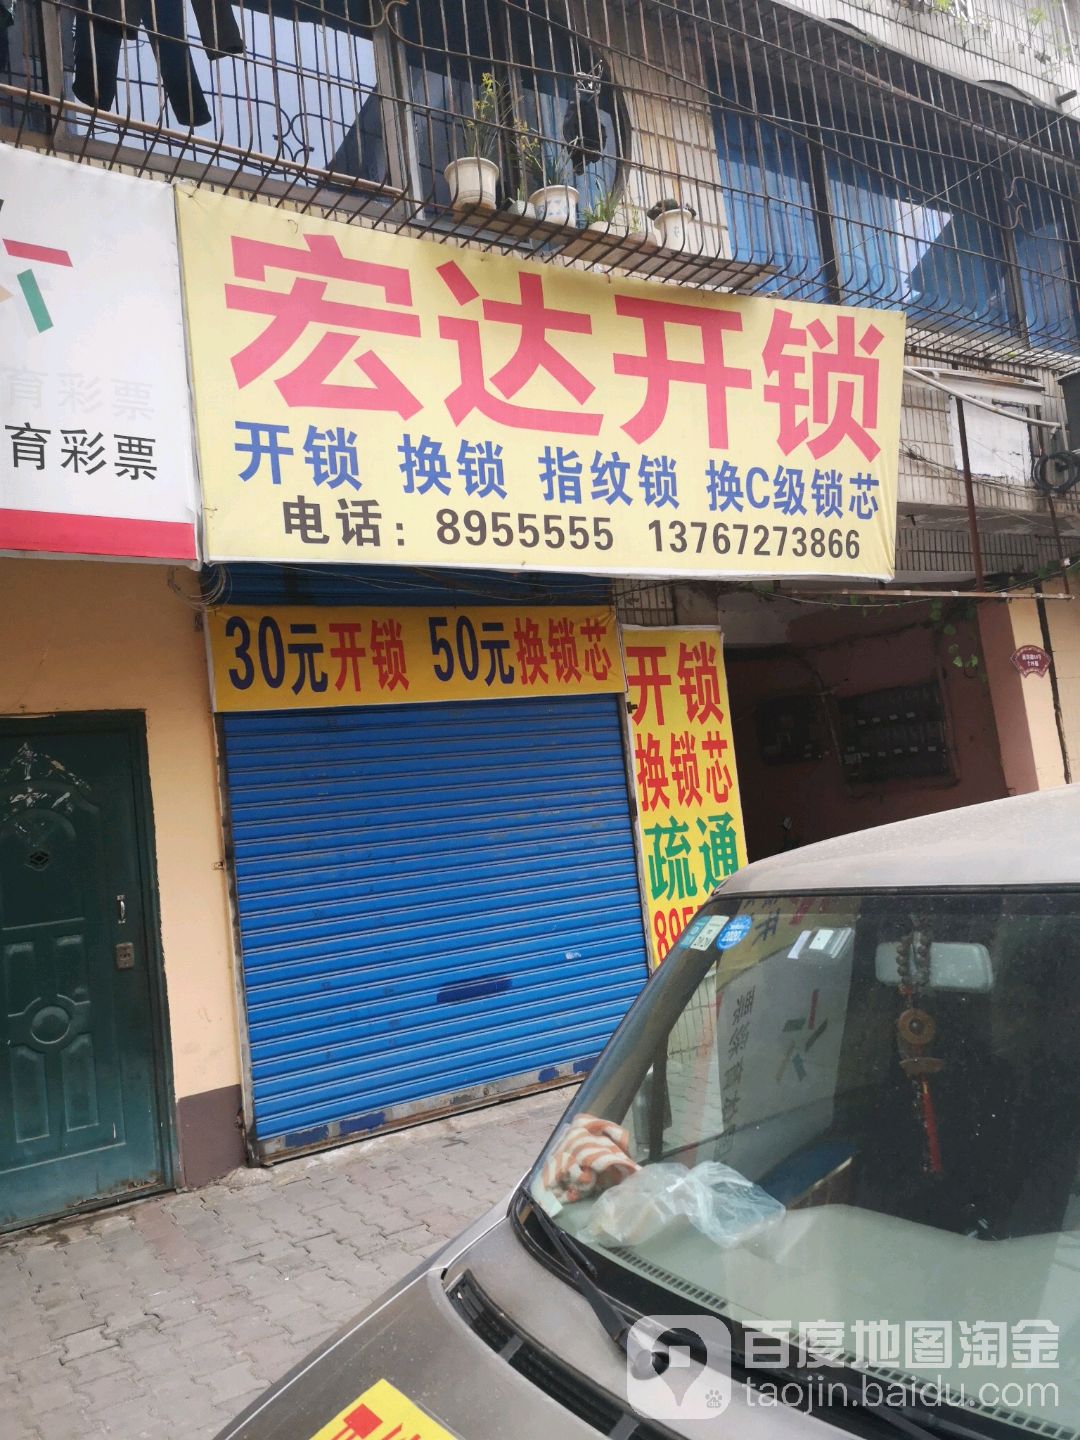 育彩票
育彩票
宏达开锁
开锁 换锁 指纹锁 换C级锁芯
电话：8955555 13767273866
30元开锁 50元换锁芯
开锁
换锁芯
疏通
895
百度地图淘金
taojin.baidu.com